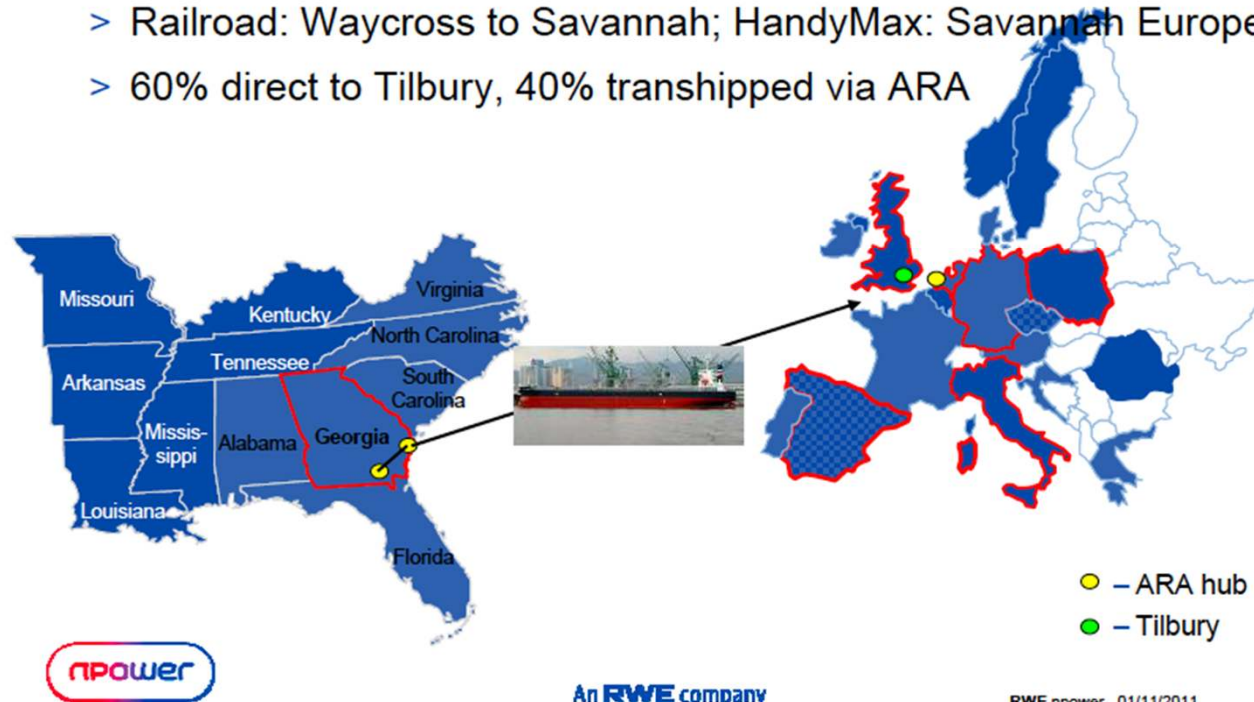 > Railroad: Waycross to Savannah; HandyMax: Savannah Europe
> 60% direct to Tilbury, 40% transhipped via ARA
Missouri
Kentucky
Virginia
Tennessee
North Carolina
Arkansas
South
Carolina
Missis-
sippi
Alabama
Georgia
Louisiana
Florida
– ARA hub
– Tilbury
npower
An RWE company
RWE npower 01/11/2011